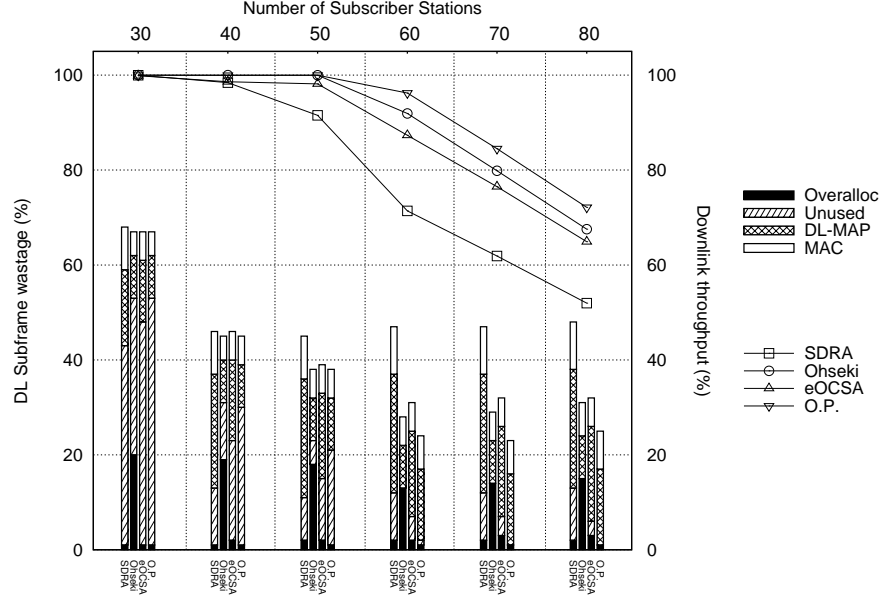 Number of Subscriber Stations
30 40 50 60 70 80
100 100
80 80
60 60
40 40
20 20
0 0
DL Subframe wastage (%)
Downlink throughput (%)
Overalloc
Unused
DL-MAP
MAC
SDRA
Ohseki
eOCSA
O.P.
SDRA Ohseki eOCSA O.P. SDRA Ohseki eOCSA O.P. SDRA Ohseki eOCSA O.P. SDRA Ohseki eOCSA O.P. SDRA Ohseki eOCSA O.P. SDRA Ohseki eOCSA O.P.